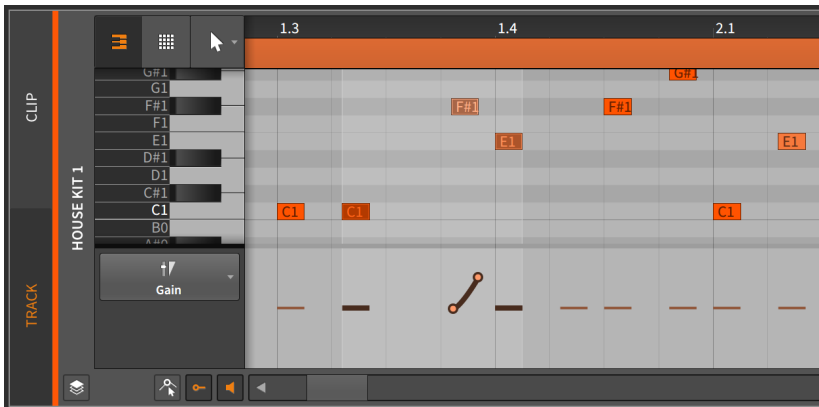 CLIP
TRACK
HOUSE KIT 1
1.3
1.4
2.1
G#1
G1
F#1
F1
E1
D#1
D1
C#1
C1
B0
A#0
G#1
F#1
F#1
E1
E1
C1
C1
C1
Gain